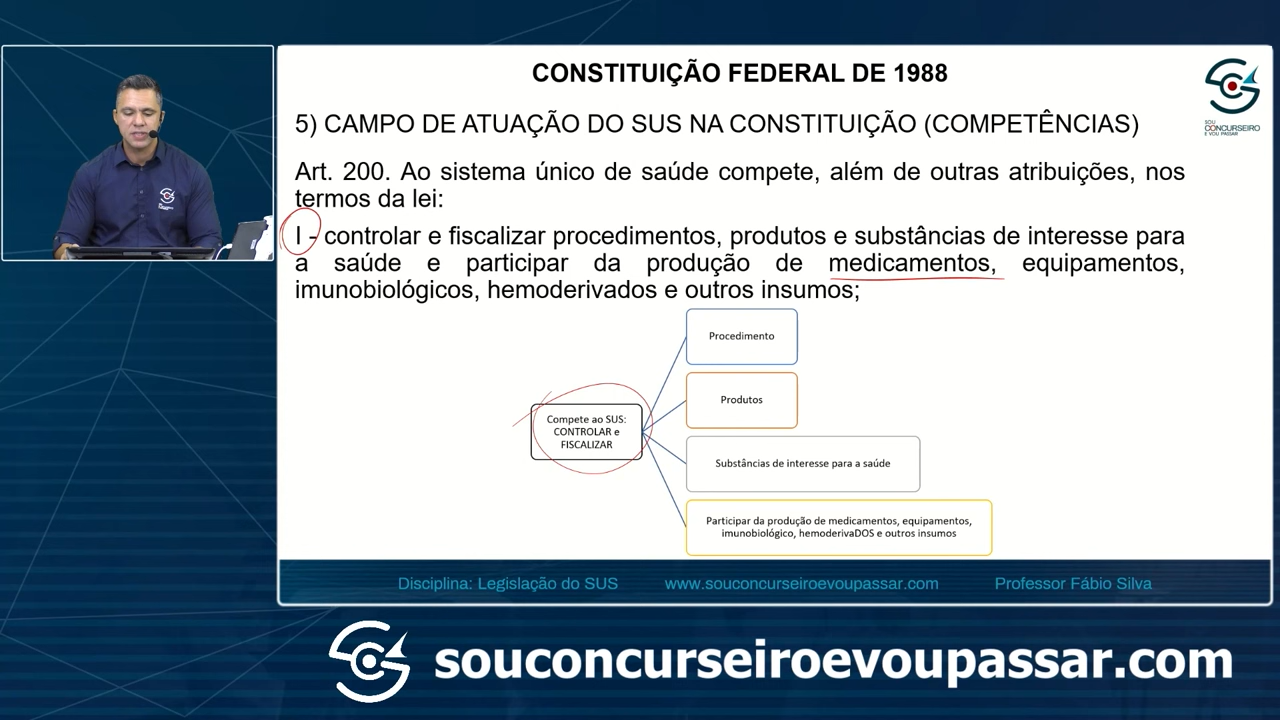 CONSTITUIÇÃO FEDERAL DE 1988
SOU
CONCURSEIRO
E VOU PASSAR
5) CAMPO DE ATUAÇÃO DO SUS NA CONSTITUIÇÃO (COMPETÊNCIAS)
Art. 200. Ao sistema único de saúde compete, além de outras atribuições, nos
termos da lei:
I - controlar e fiscalizar procedimentos, produtos e substâncias de interesse para
a saúde e participar da produção de medicamentos, equipamentos,
imunobiológicos, hemoderivados e outros insumos;
Compete ao SUS:
CONTROLAR e
FISCALIZAR
Procedimento
Produtos
Substâncias de interesse para a saúde
Participar da produção de medicamentos, equipamentos,
imunobiológico, hemoderivaDOS e outros insumos
Disciplina: Legislação do SUS www.souconcurseiroevoupassar.com Professor Fábio Silva
souconcurseiroevoupassar.com